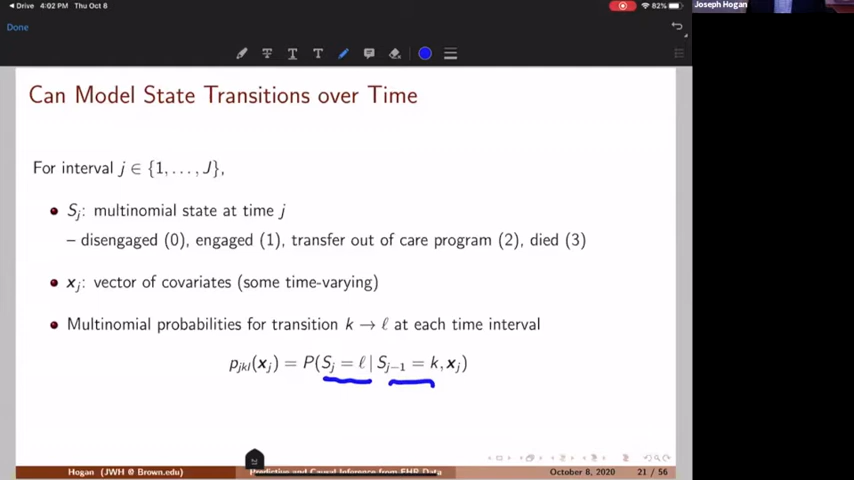 Drive 4:02 PM Thu Oct 8 82%
Joseph Hogan
Done
Can Model State Transitions over Time
For interval j ∈ {1, . . . , J},
S_j: multinomial state at time j
– disengaged (0), engaged (1), transfer out of care program (2), died (3)
x_j: vector of covariates (some time-varying)
Multinomial probabilities for transition k → ℓ at each time interval
p_{jkl}(x_j) = P(S_j = ℓ | S_{j−1} = k, x_j)
Hogan (JWH @ Brown.edu) Predictive and Causal Inference from EHR Data October 8, 2020 21 / 56